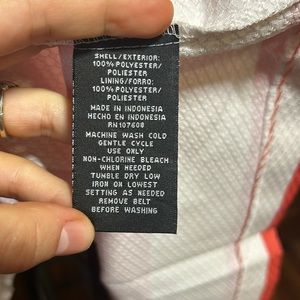 SHELL/EXTERIOR:
100% POLYESTER/
POLIESTER
LINING/FORRO:
100% POLYESTER/
POLIESTER
MADE IN INDONESIA
HECHO EN INDONESIA
RN107608
MACHINE WASH COLD
GENTLE CYCLE
USE ONLY
NON-CHLORINE BLEACH
WHEN NEEDED
TUMBLE DRY LOW
IRON ON LOWEST
SETTING AS NEEDED
REMOVE BELT
BEFORE WASHING